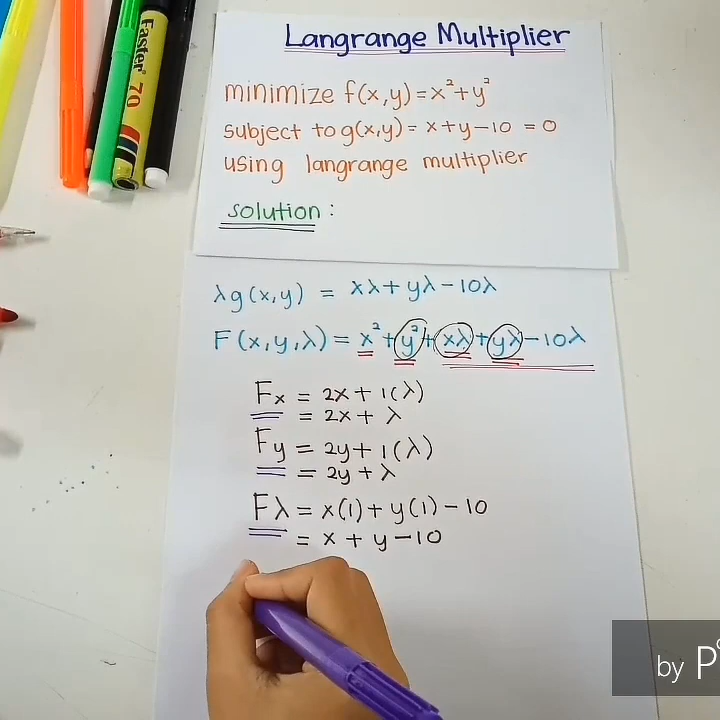 Langrange Multiplier
minimize f(x,y)=x²+y²
subject to g(x,y)= x+y-10 = 0
using langrange multiplier
solution:
λg(x,y) = xλ+yλ-10λ
F(x,y,λ)= x²+y²+xλ+yλ-10λ
Fx = 2x+1(λ)
= 2x+λ
Fy = 2y+1(λ)
= 2y+λ
Fλ = x(1)+y(1)-10
= x+y-10
Faster 70
by P